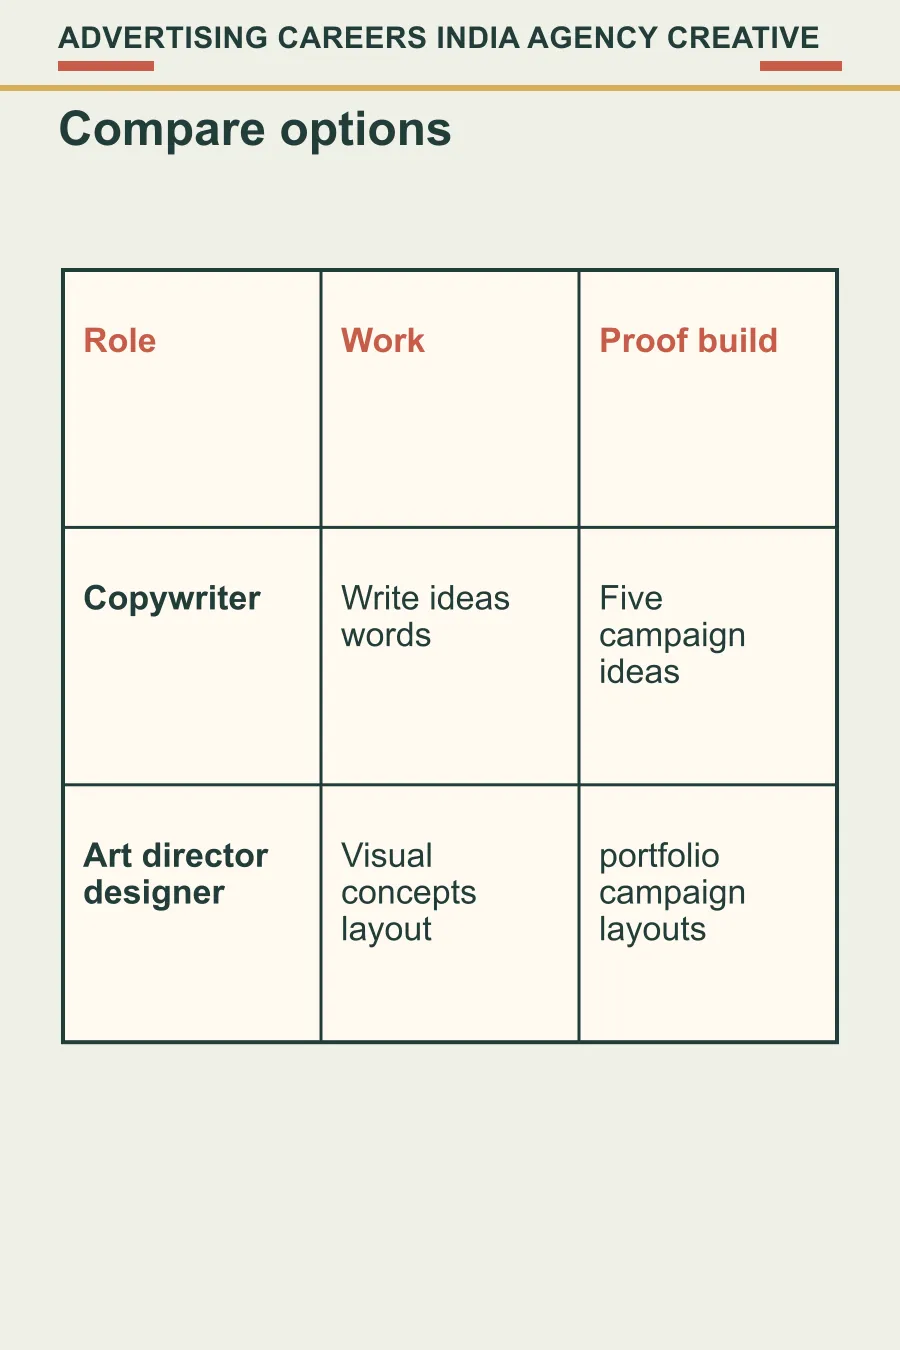 ADVERTISING CAREERS INDIA AGENCY CREATIVE
Compare options
Role
Work
Proof build
Copywriter
Write ideas
words
Five
campaign
ideas
Art director
designer
Visual
concepts
layout
portfolio
campaign
layouts